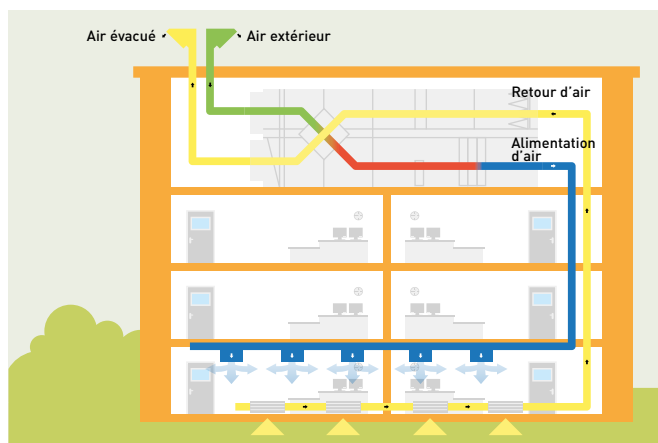 Air évacué
Air extérieur
Retour d'air
Alimentation
d'air